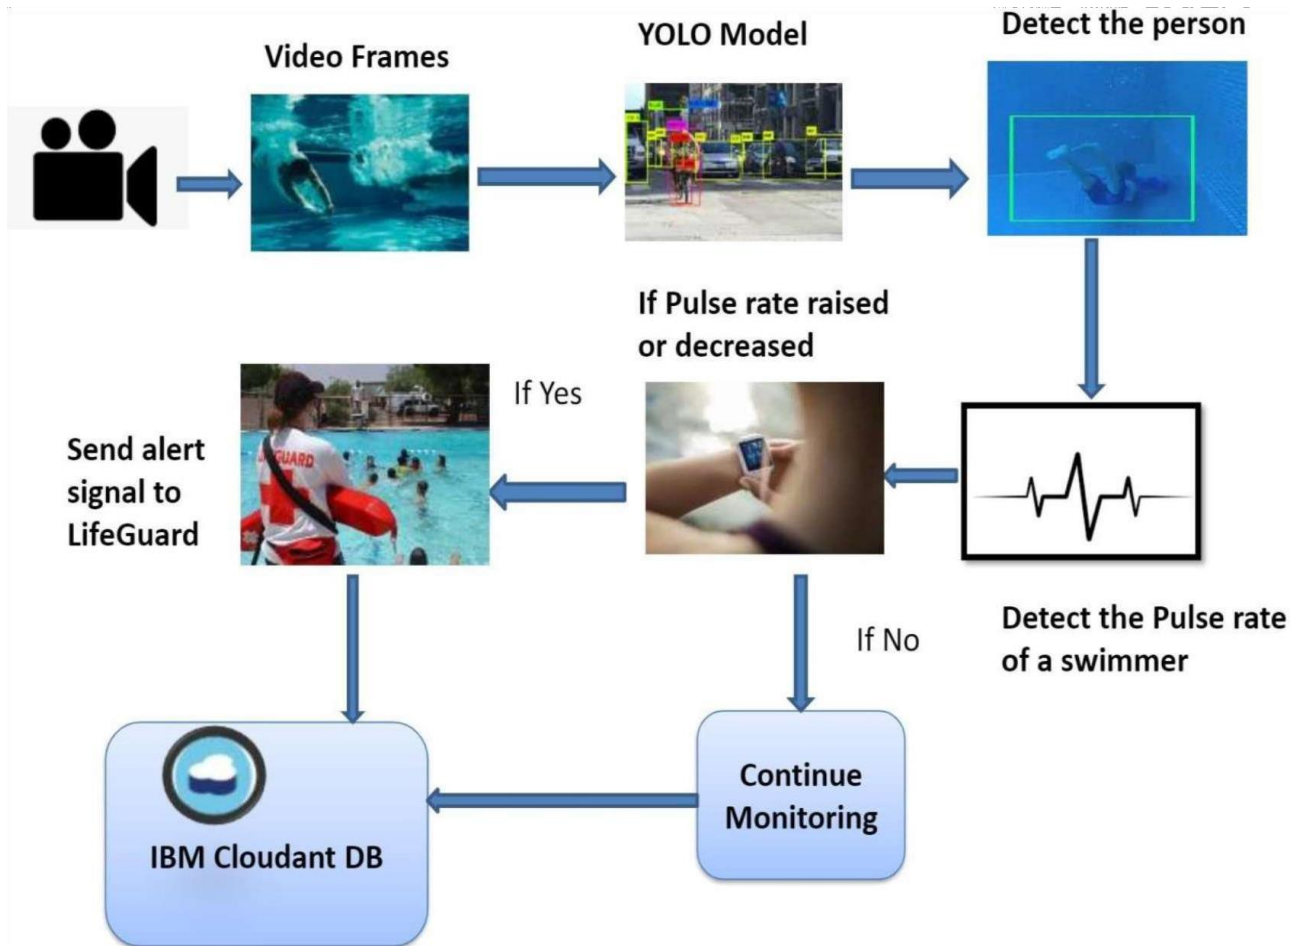 Video Frames
YOLO Model
Detect the person
If Pulse rate raised
or decreased
If Yes
Send alert
signal to
LifeGuard
GUARD
If No
Detect the Pulse rate
of a swimmer
Continue
Monitoring
IBM Cloudant DB